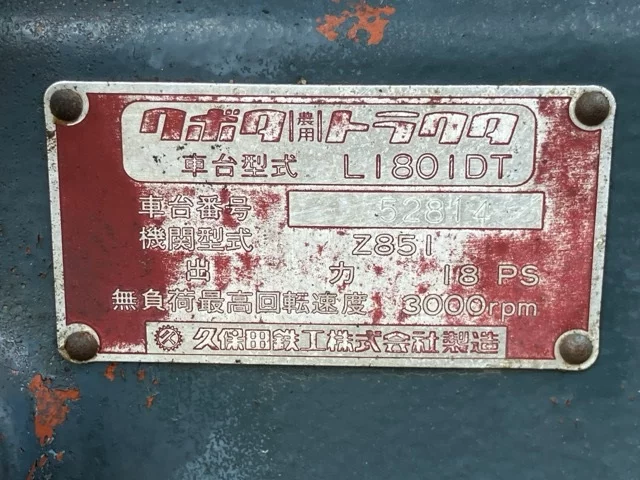 クボタ農用トラクタ
車台型式 L1801DT
車台番号 52814
機関型式 Z851
出力 18 PS
無負荷最高回転速度 3000rpm
久保田鉄工株式会社製造